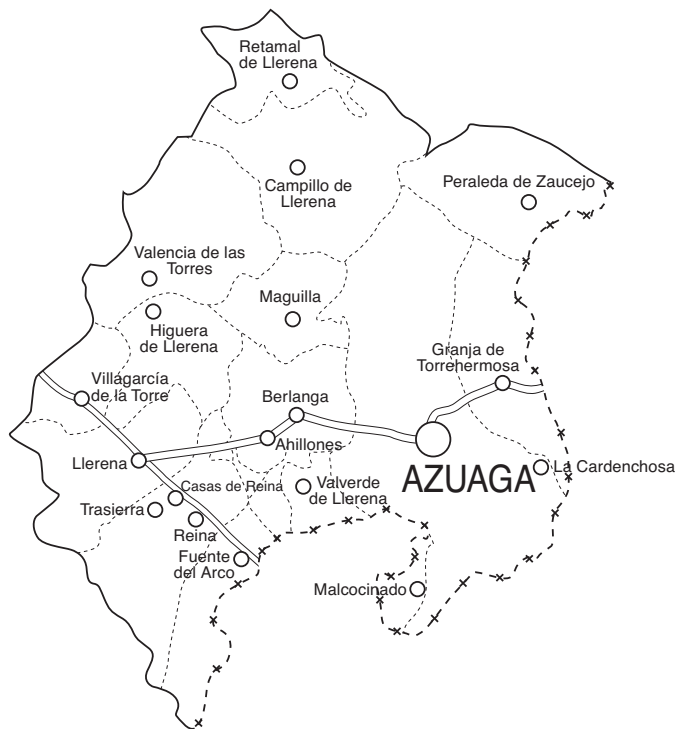 Retamal
de Llerena
Campillo de
Llerena
Peraleda de Zaucejo
Valencia de las
Torres
Maguilla
Higuera
de Llerena
Granja de
Torrehermosa
Villagarcía
de la Torre
Berlanga
Ahillones
Llerena
AZUAGA
La Cardenchosa
Casas de Reina
Valverde
de Llerena
Trasierra
Reina
Fuente
del Arco
Malcocinado